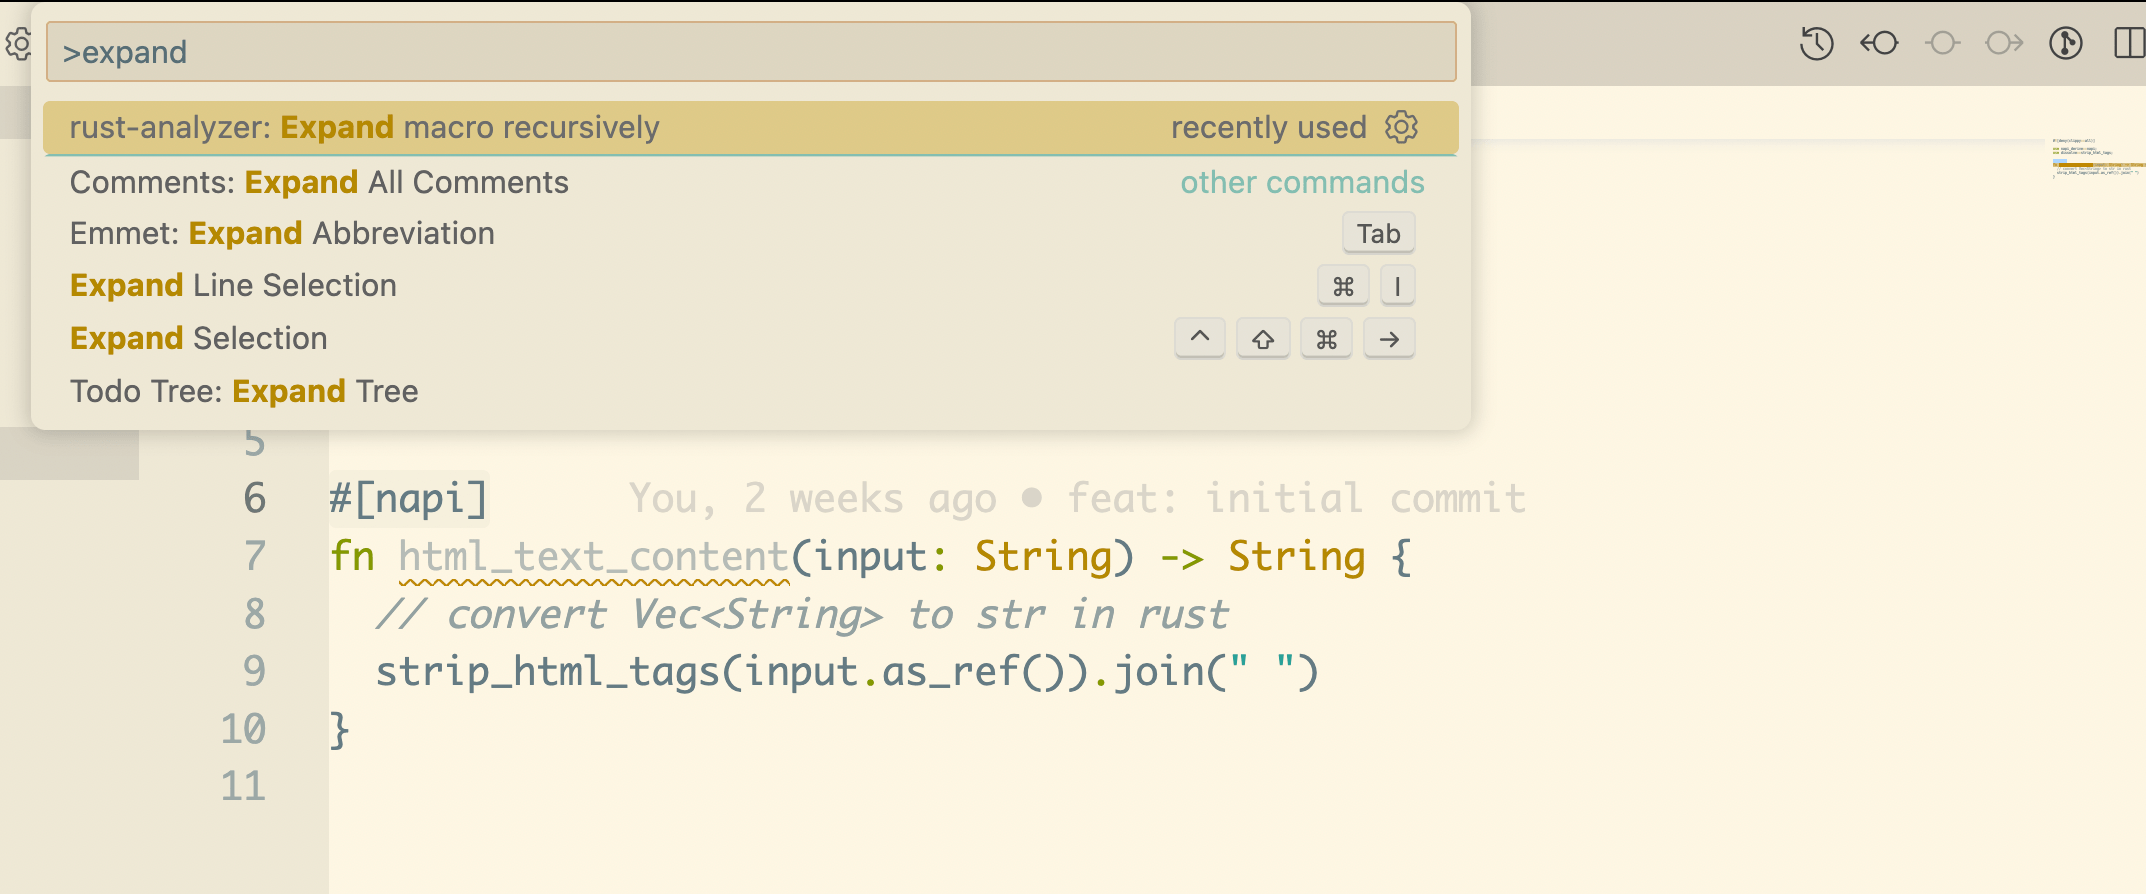 >expand
rust-analyzer: Expand macro recursively recently used
Comments: Expand All Comments other commands
Emmet: Expand Abbreviation Tab
Expand Line Selection ⌘ I
Expand Selection ^ ⇧ ⌘ →
Todo Tree: Expand Tree
5
6 #[napi] You, 2 weeks ago • feat: initial commit
7 fn html_text_content(input: String) -> String {
8 // convert Vec<String> to str in rust
9 strip_html_tags(input.as_ref()).join(" ")
10 }
11